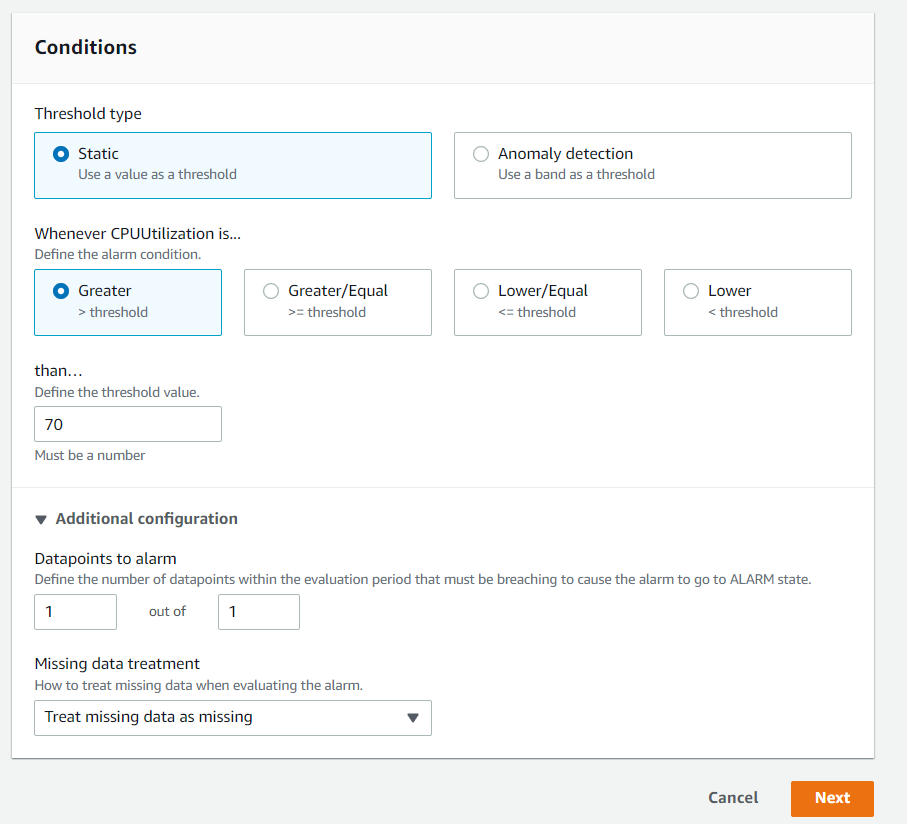 Conditions
Threshold type
Static
Use a value as a threshold
Anomaly detection
Use a band as a threshold
Whenever CPUUtilization is...
Define the alarm condition.
Greater
> threshold
Greater/Equal
>= threshold
Lower/Equal
<= threshold
Lower
< threshold
than…
Define the threshold value.
70
Must be a number
Additional configuration
Datapoints to alarm
Define the number of datapoints within the evaluation period that must be breaching to cause the alarm to go to ALARM state.
1 out of 1
Missing data treatment
How to treat missing data when evaluating the alarm.
Treat missing data as missing
Cancel Next